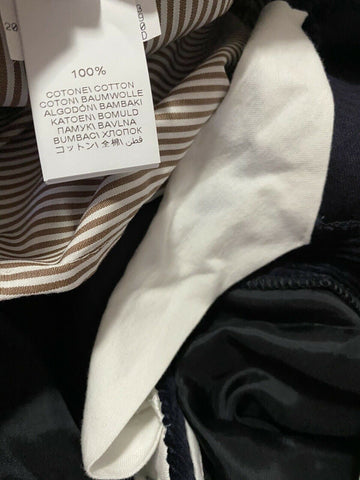 100%
COTONE\ COTTON
COTON\ BAUMWOLLE
ALGODÓN\ BAMBAKI
KATOEN\ BOMULD
ПАМУК\ BAVLNA
BUMBAC\ ХЛОПОК
コットン\ 全棉\ قطن